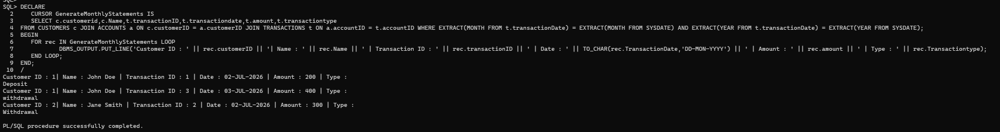 SQL>
SQL> DECLARE
  2     CURSOR GenerateMonthlyStatements IS
  3     SELECT c.customerid,c.Name,t.transactionID,t.transactiondate,t.amount,t.transactiontype
  4  FROM CUSTOMERS c JOIN ACCOUNTS a ON c.customerID = a.customerID JOIN TRANSACTIONS t ON a.accountID = t.accountID WHERE EXTRACT(MONTH FROM t.transactionDate) = EXTRACT(MONTH FROM SYSDATE) AND EXTRACT(YEAR FROM t.transactionDate) = EXTRACT(YEAR FROM SYSDATE);
  5  BEGIN
  6     FOR rec IN GenerateMonthlyStatements LOOP
  7             DBMS_OUTPUT.PUT_LINE('Customer ID : ' || rec.customerID || '| Name : ' || rec.Name || ' | Transaction ID : ' || rec.transactionID || ' | Date : ' || TO_CHAR(rec.TransactionDate,'DD-MON-YYYY') || ' | Amount : ' || rec.amount || ' | Type : ' || rec.Transactiontype);
  8     END LOOP;
  9  END;
 10  /
Customer ID : 1| Name : John Doe | Transaction ID : 1 | Date : 02-JUL-2026 | Amount : 200 | Type :
Deposit
Customer ID : 1| Name : John Doe | Transaction ID : 3 | Date : 03-JUL-2026 | Amount : 400 | Type :
withdrawal
Customer ID : 2| Name : Jane Smith | Transaction ID : 2 | Date : 02-JUL-2026 | Amount : 300 | Type :
Withdrawal
PL/SQL procedure successfully completed.